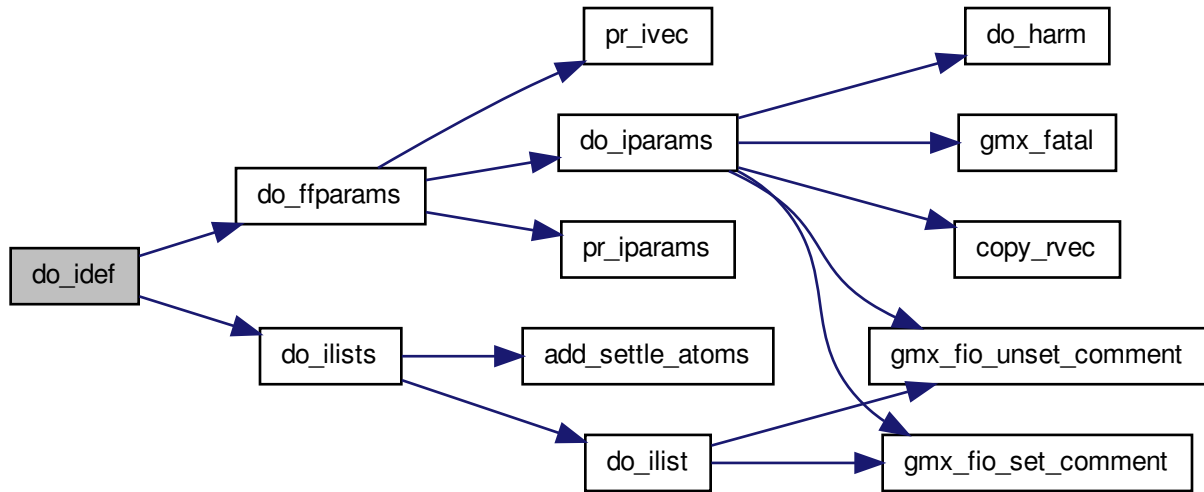 pr_ivec
do_harm
do_iparams
gmx_fatal
do_ffparams
pr_iparams
copy_rvec
do_idef
do_ilists
add_settle_atoms
gmx_fio_unset_comment
do_ilist
gmx_fio_set_comment